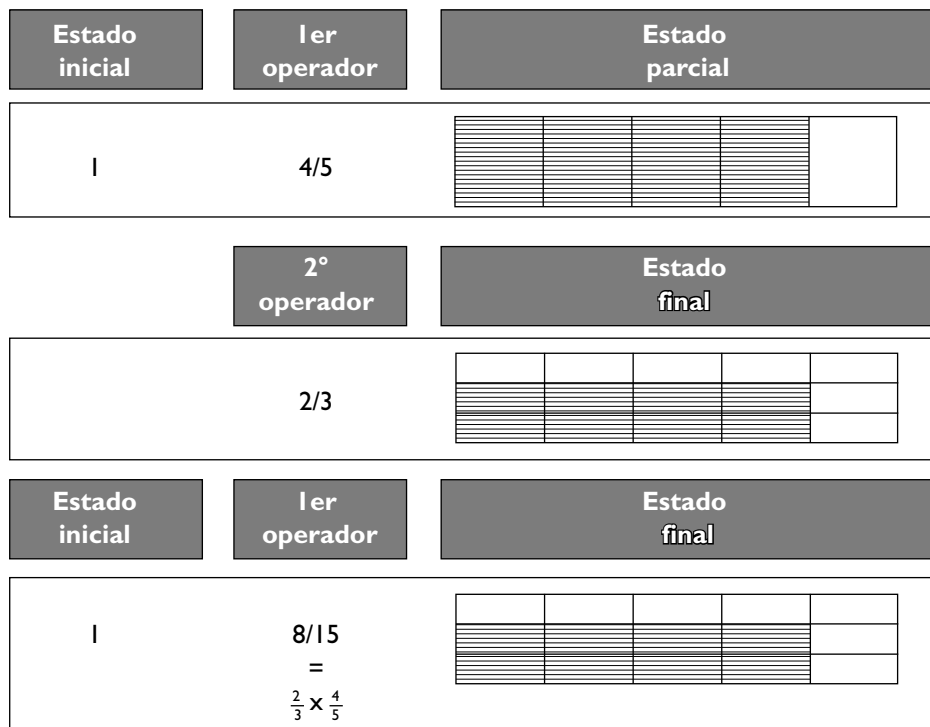 Estado inicial
1er operador
Estado parcial
1
4/5
2° operador
Estado final
2/3
Estado inicial
1er operador
Estado final
1
8/15
=
2/3 x 4/5